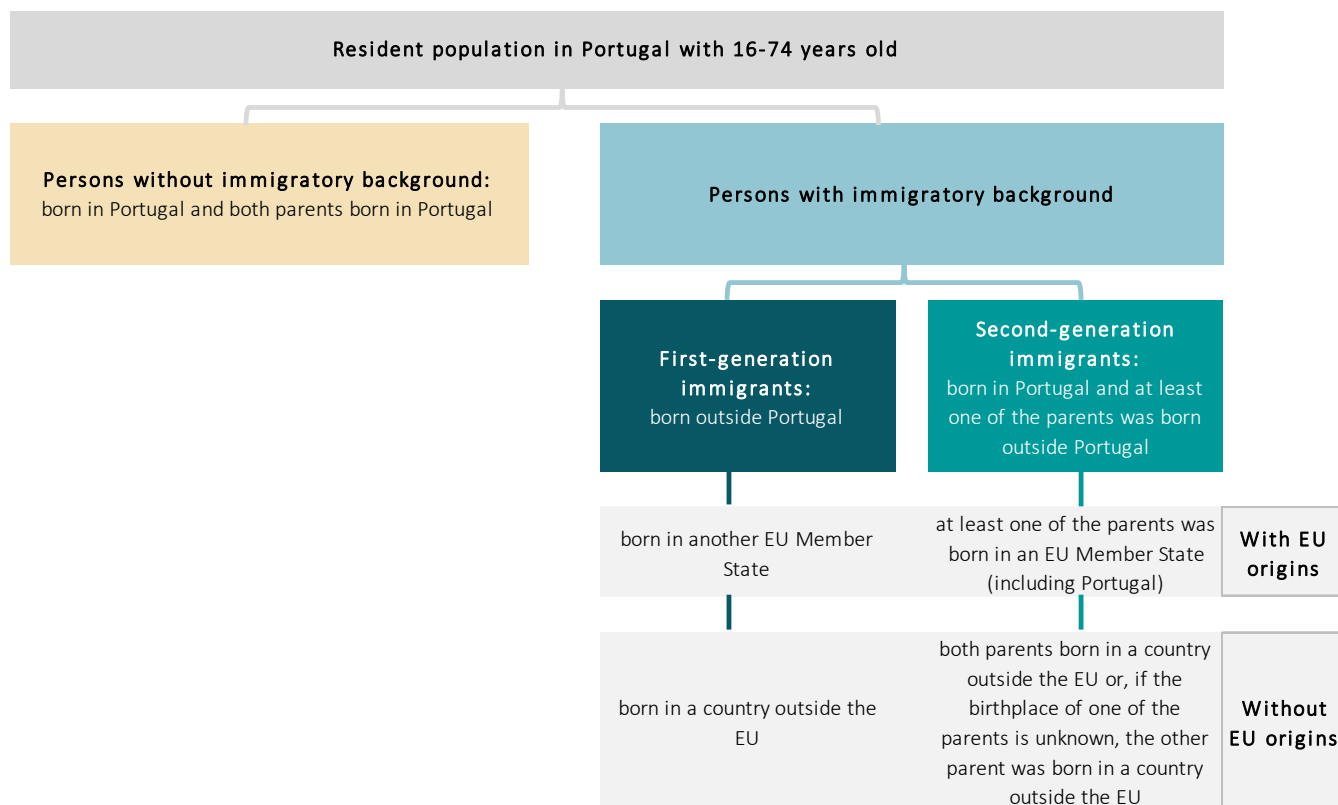 Resident population in Portugal with 16-74 years old
Persons without immigratory background:
born in Portugal and both parents born in Portugal
Persons with immigratory background
First-generation
immigrants:
born outside Portugal
Second-generation
immigrants:
born in Portugal and at least
one of the parents was born
outside Portugal
born in another EU Member
State
at least one of the parents was
born in an EU Member State
(including Portugal)
With EU
origins
born in a country outside the
EU
both parents born in a country
outside the EU or, if the
birthplace of one of the
parents is unknown, the other
parent was born in a country
outside the EU
Without
EU origins